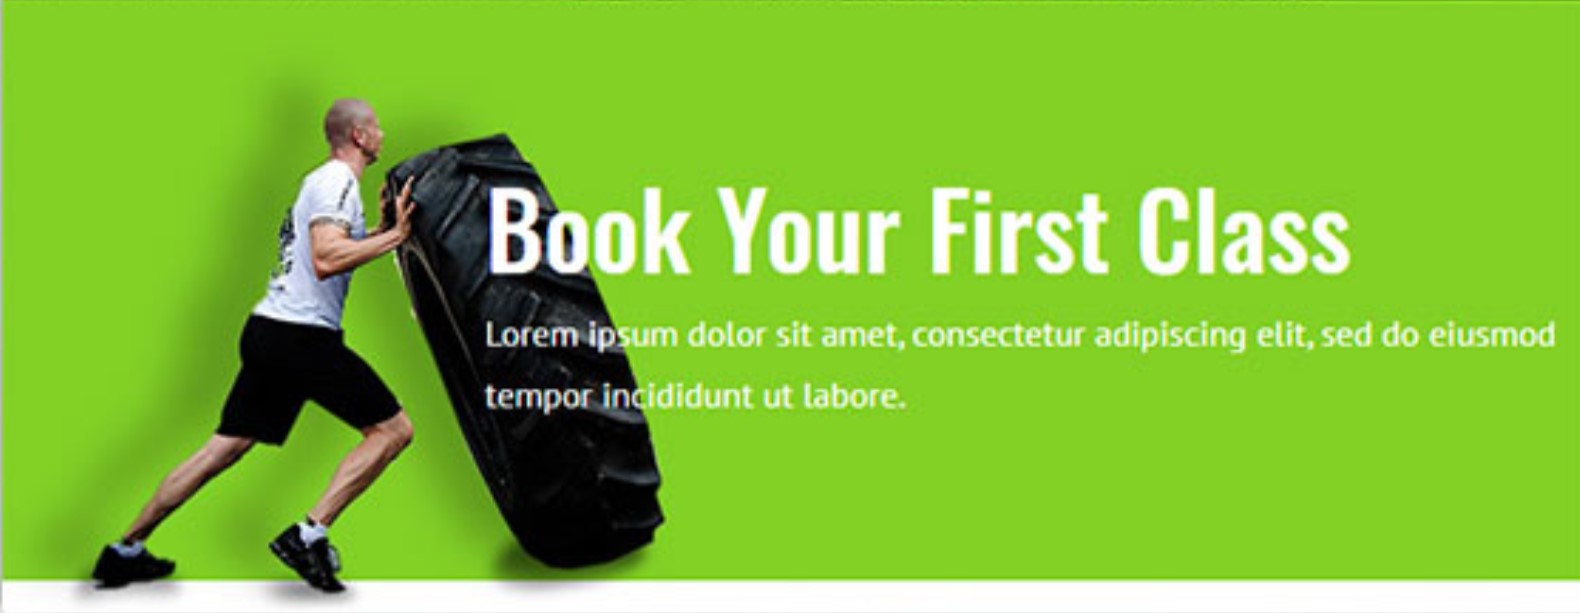 Book Your First Class
Lorem ipsum dolor sit amet, consectetur adipiscing elit, sed do eiusmod
tempor incididunt ut labore.